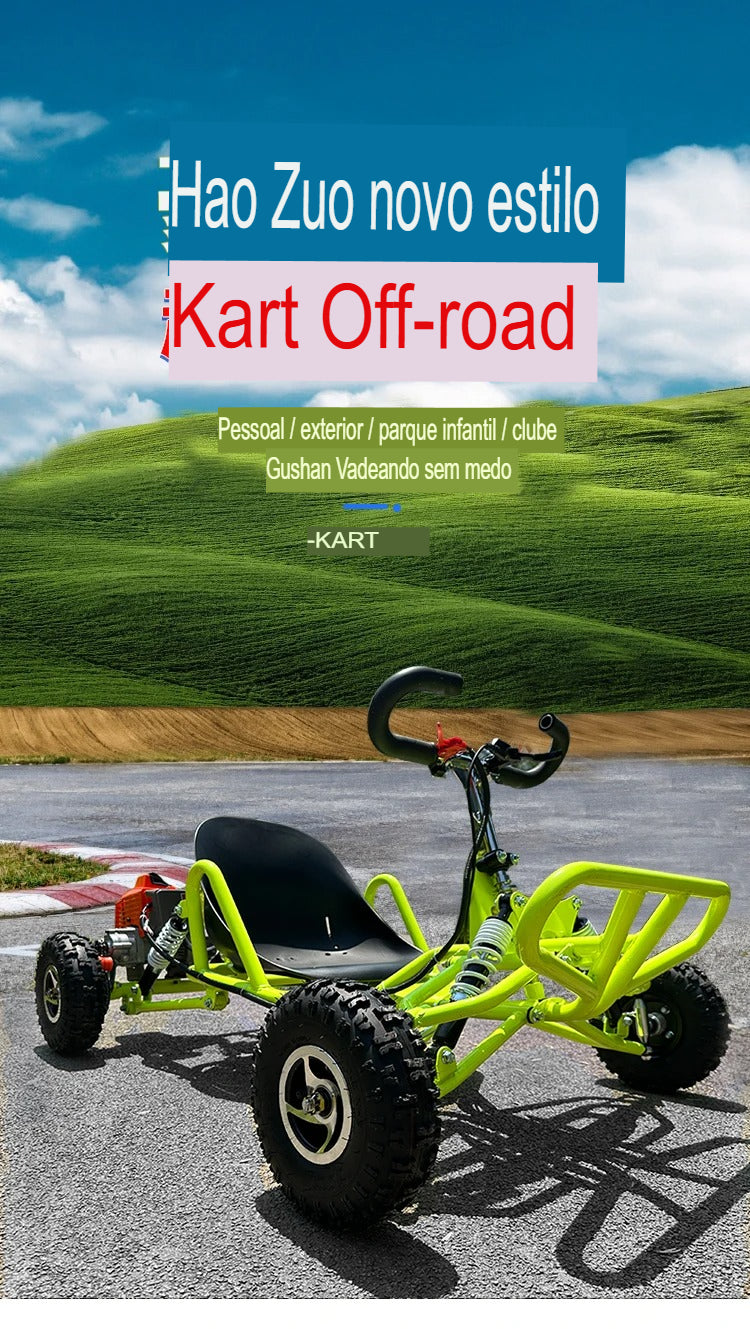 Hao Zuo novo estilo
Kart Off-road
Pessoal / exterior / parque infantil / clube
Gushan Vadeando sem medo
-KART